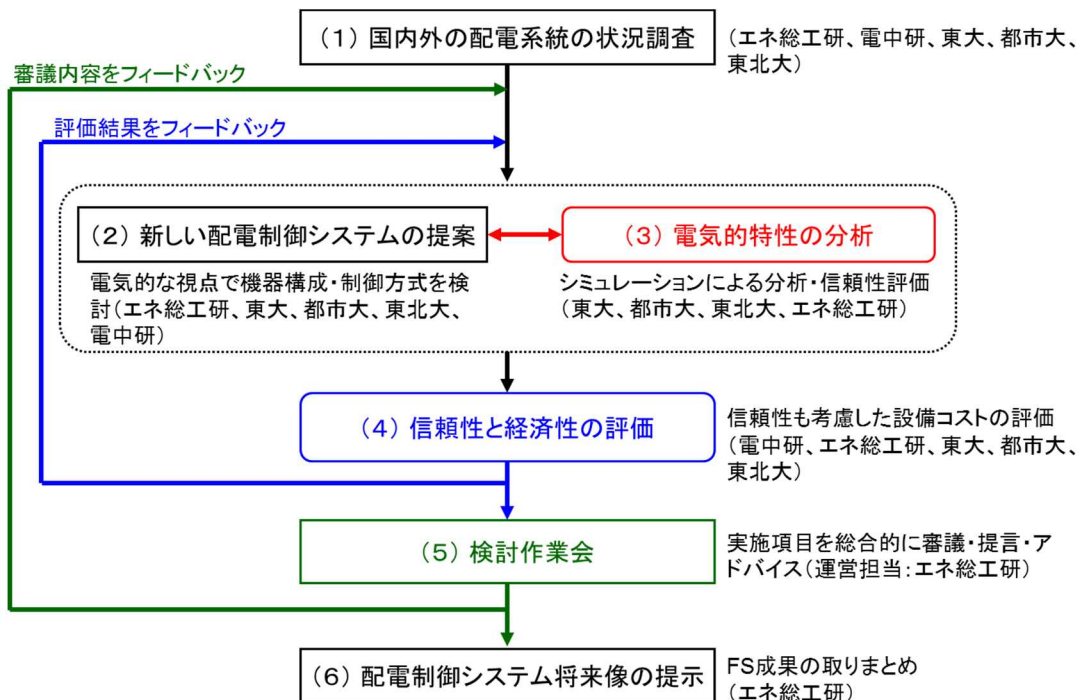 (1) 国内外の配電系統の状況調査
(エネ総工研、電中研、東大、都市大、
東北大)
審議内容をフィードバック
評価結果をフィードバック
(2) 新しい配電制御システムの提案
電気的な視点で機器構成・制御方式を検
討(エネ総工研、東大、都市大、東北大、
電中研)
(3) 電気的特性の分析
シミュレーションによる分析・信頼性評価
(東大、都市大、東北大、エネ総工研)
(4) 信頼性と経済性の評価
信頼性も考慮した設備コストの評価
(電中研、エネ総工研、東大、都市大、
東北大)
(5) 検討作業会
実施項目を総合的に審議・提言・ア
ドバイス(運営担当:エネ総工研)
(6) 配電制御システム将来像の提示
FS成果の取りまとめ
(エネ総工研)